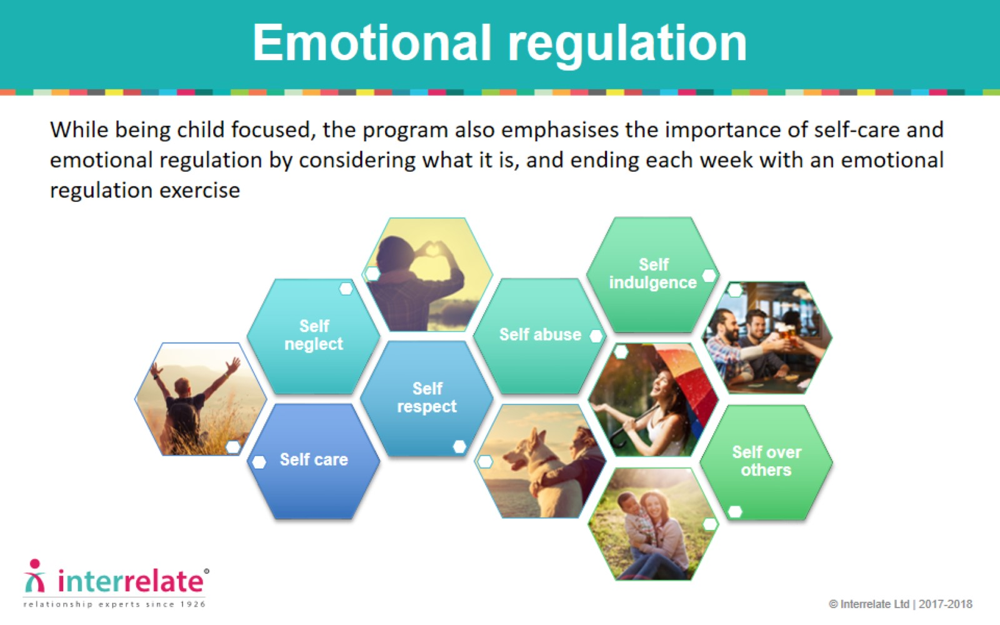 Emotional regulation
While being child focused, the program also emphasises the importance of self-care and
emotional regulation by considering what it is, and ending each week with an emotional
regulation exercise
Self
indulgence
Self
neglect
Self abuse
Self
respect
Self care
Self over
others
interrelate
relationship experts since 1926
© Interrelate Ltd | 2017-2018